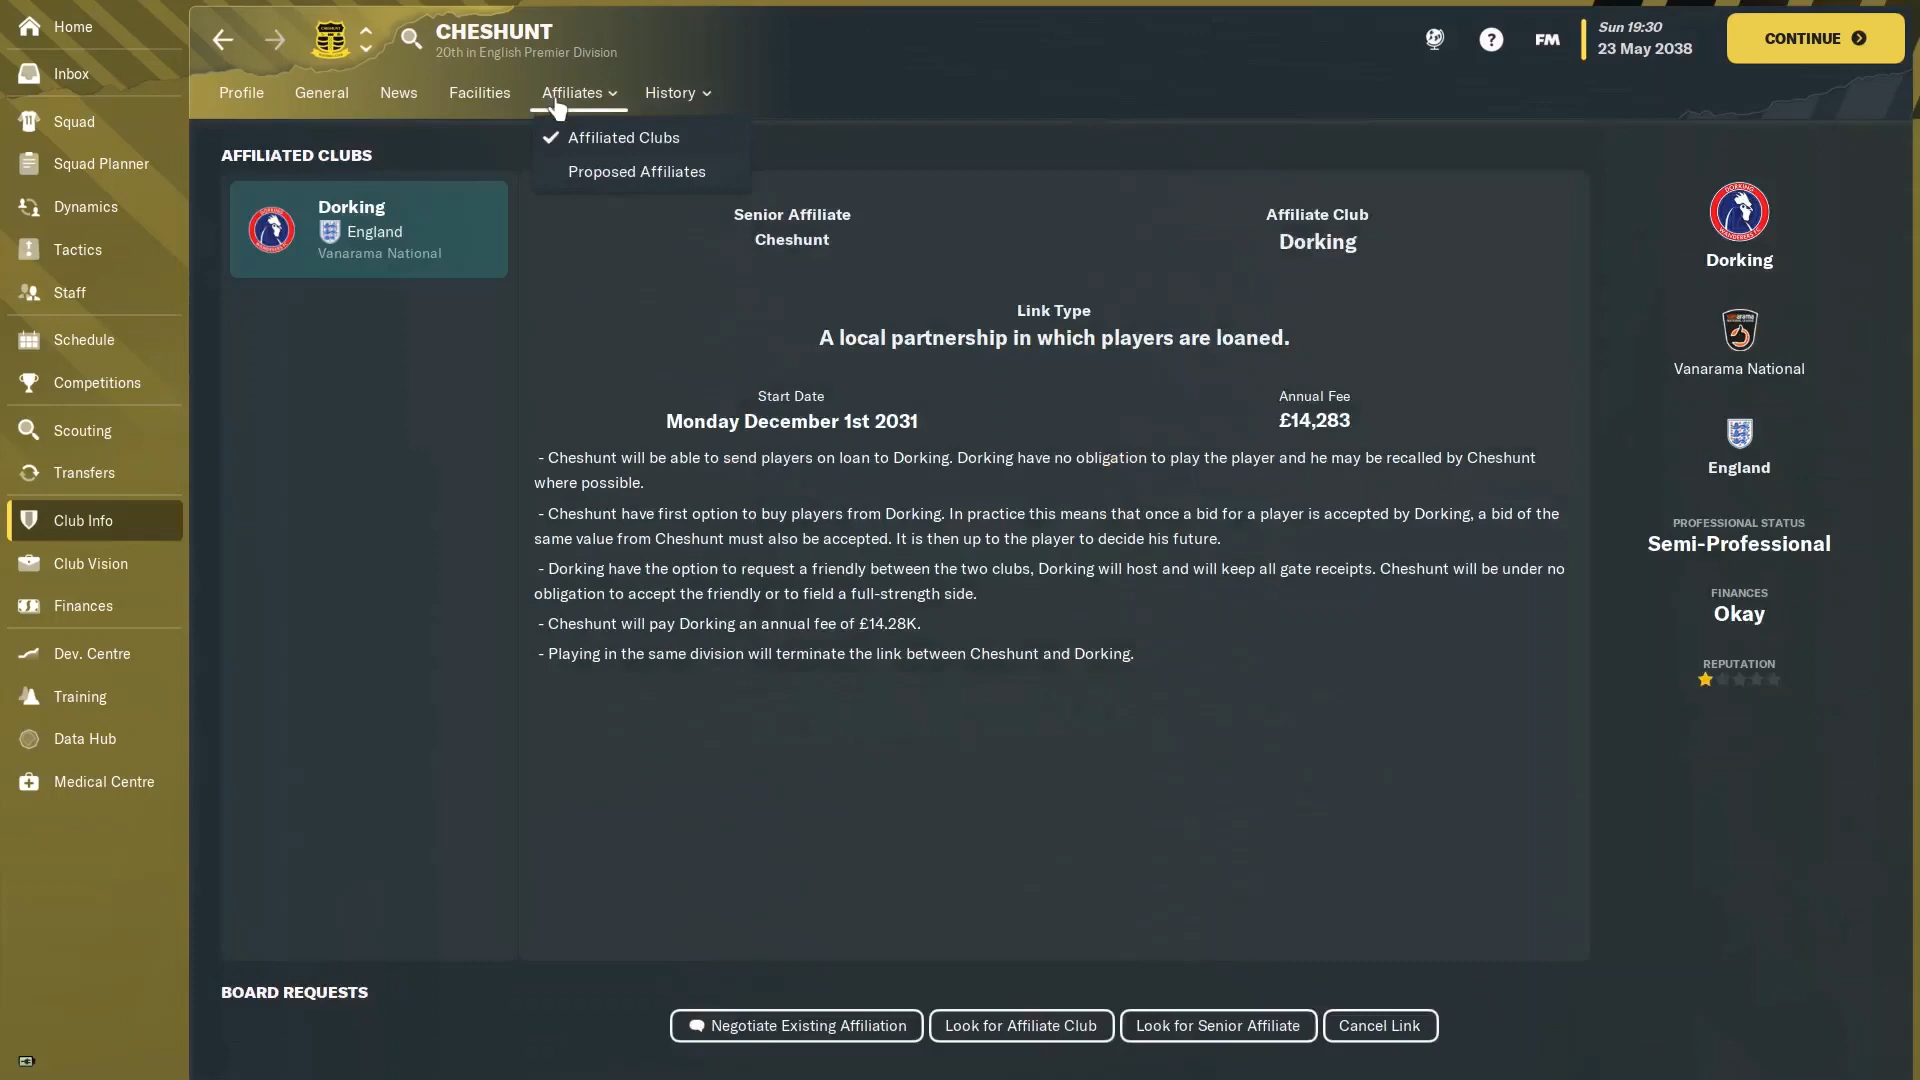 Home
Inbox
Squad
Squad Planner
Dynamics
Tactics
Staff
Schedule
Competitions
Scouting
Transfers
Club Info
Club Vision
Finances
Dev. Centre
Training
Data Hub
Medical Centre
CHESHUNT
20th in English Premier Division
FM
Sun 19:30
23 May 2038
CONTINUE
Profile
General
News
Facilities
Affiliates
History
Affiliated Clubs
Proposed Affiliates
AFFILIATED CLUBS
Dorking
England
Vanarama National
Senior Affiliate
Cheshunt
Affiliate Club
Dorking
Link Type
A local partnership in which players are loaned.
Start Date
Monday December 1st 2031
Annual Fee
£14,283
- Cheshunt will be able to send players on loan to Dorking. Dorking have no obligation to play the player and he may be recalled by Cheshunt
where possible.
- Cheshunt have first option to buy players from Dorking. In practice this means that once a bid for a player is accepted by Dorking, a bid of the
same value from Cheshunt must also be accepted. It is then up to the player to decide his future.
- Dorking have the option to request a friendly between the two clubs, Dorking will host and will keep all gate receipts. Cheshunt will be under no
obligation to accept the friendly or to field a full-strength side.
- Cheshunt will pay Dorking an annual fee of £14.28K.
- Playing in the same division will terminate the link between Cheshunt and Dorking.
Dorking
Vanarama National
England
PROFESSIONAL STATUS
Semi-Professional
FINANCES
Okay
REPUTATION
BOARD REQUESTS
Negotiate Existing Affiliation
Look for Affiliate Club
Look for Senior Affiliate
Cancel Link